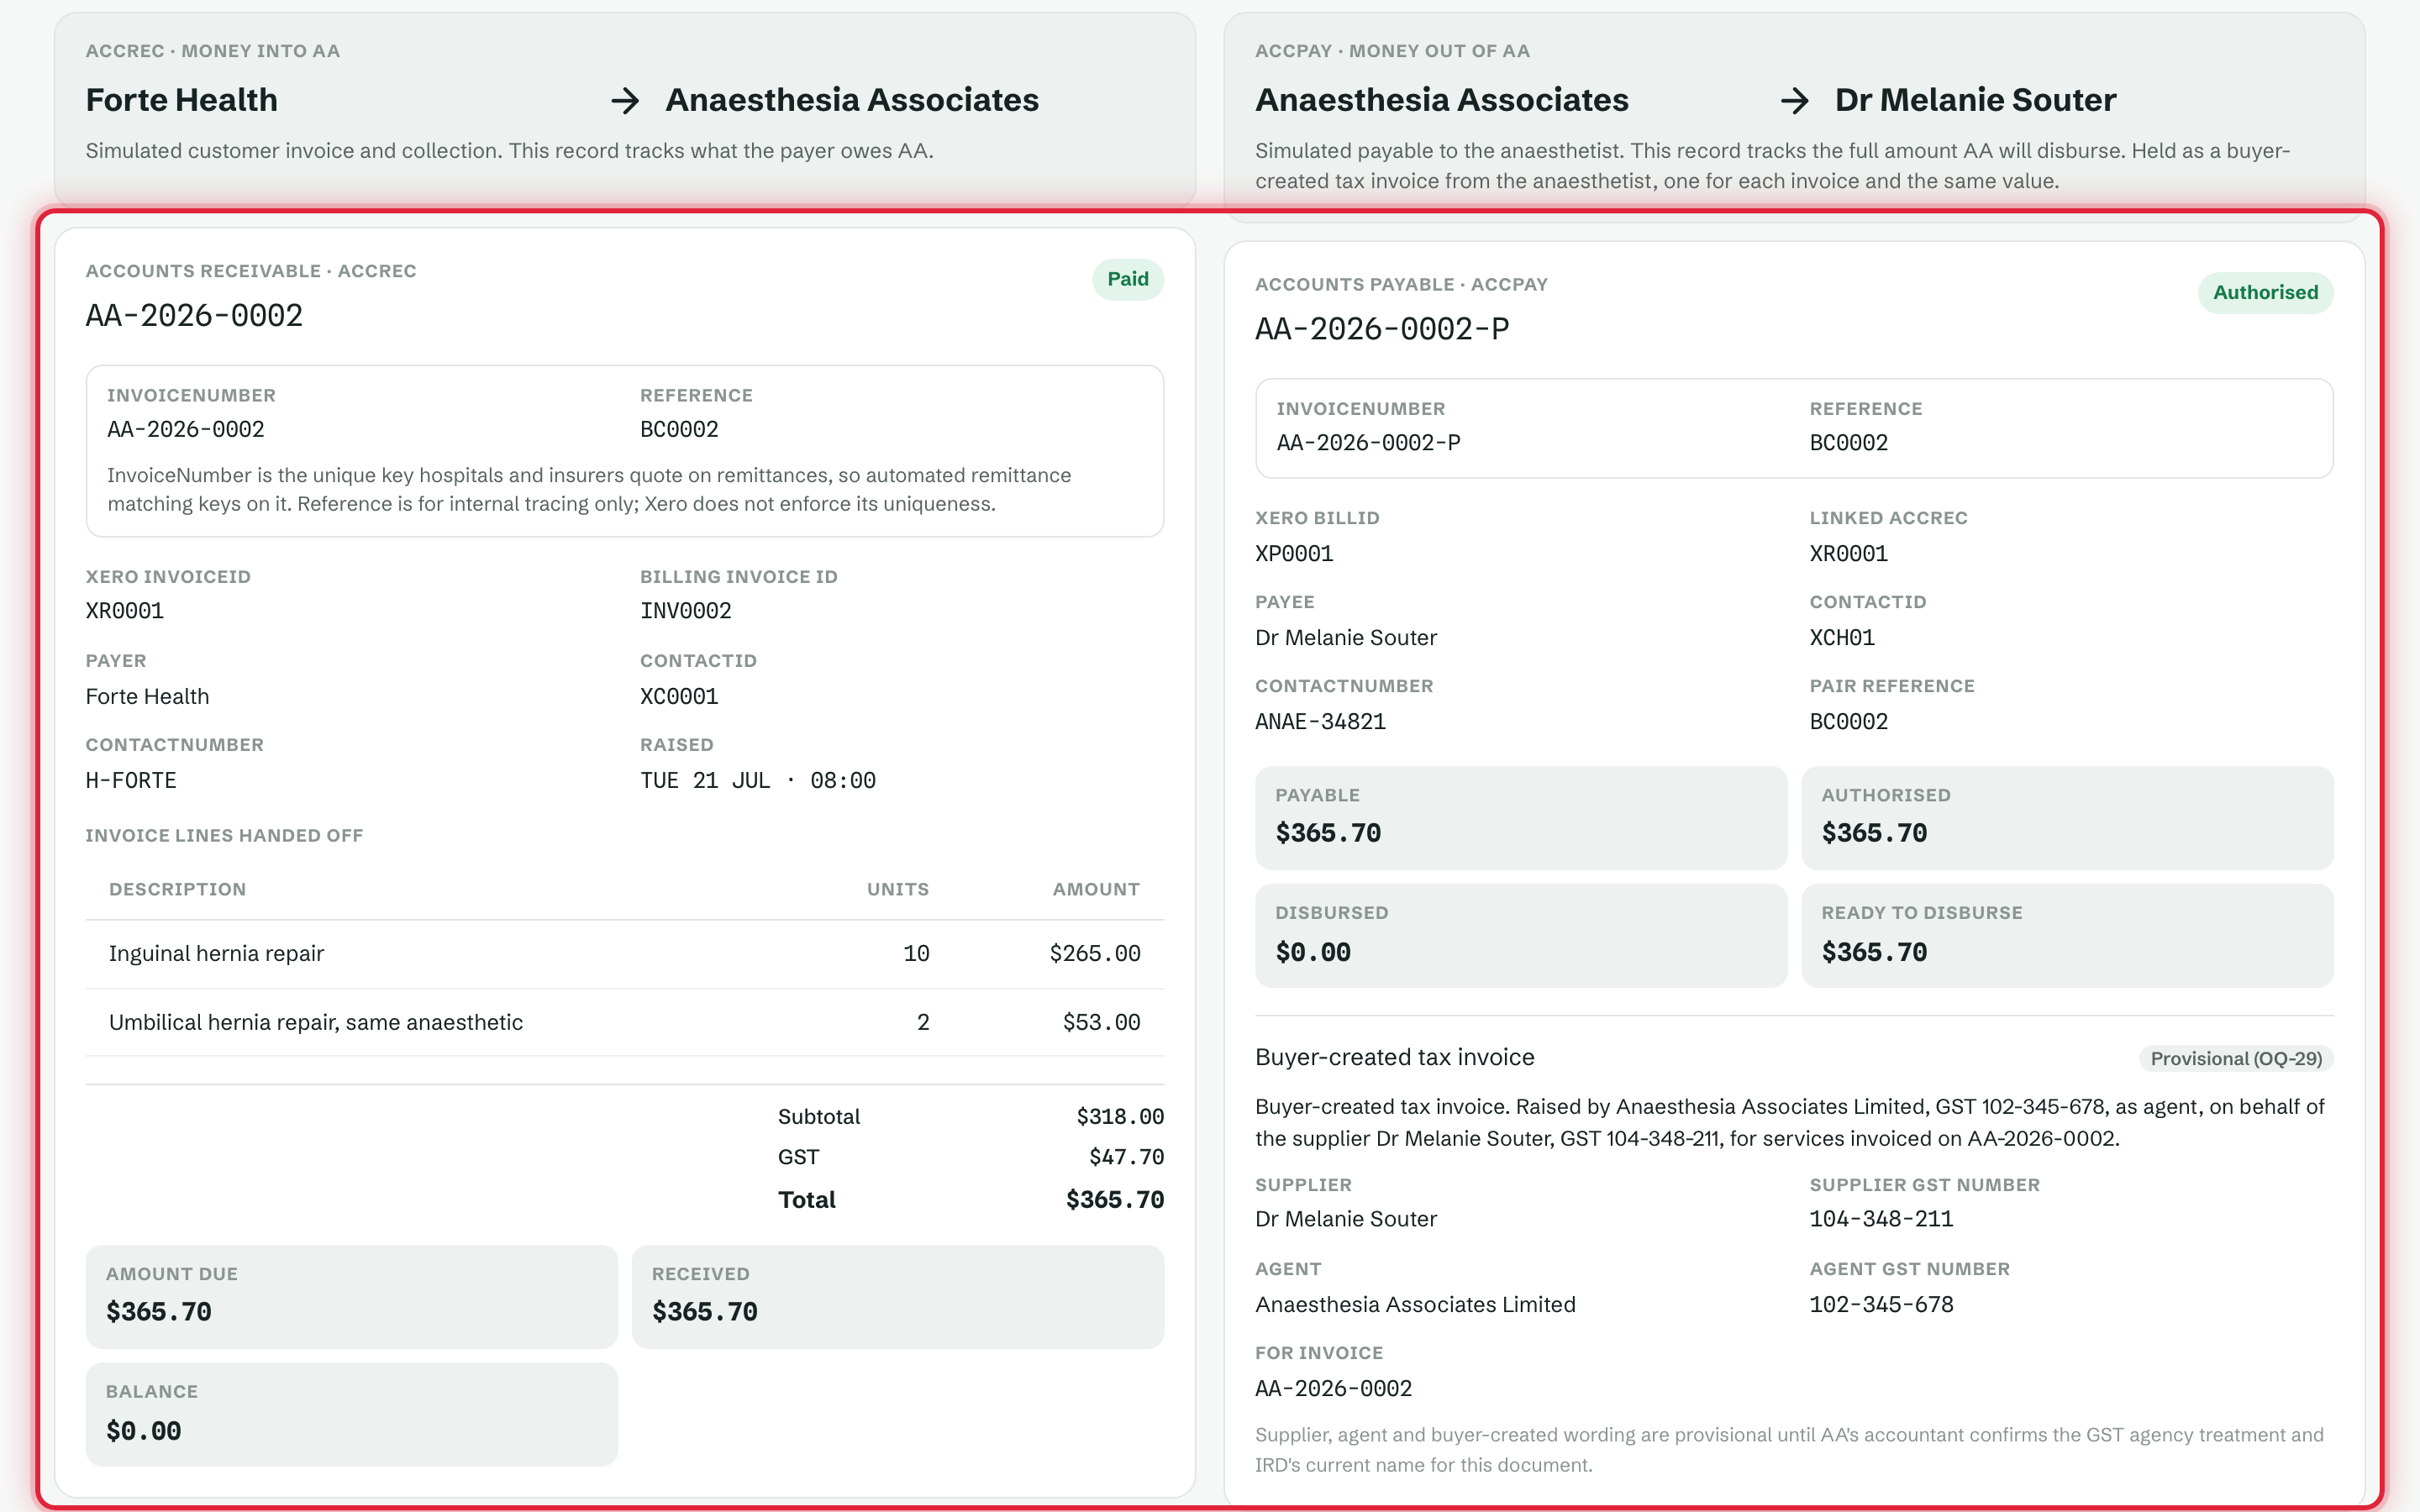 ACCREC · MONEY INTO AA
Forte Health → Anaesthesia Associates
Simulated customer invoice and collection. This record tracks what the payer owes AA.
ACCPAY · MONEY OUT OF AA
Anaesthesia Associates → Dr Melanie Souter
Simulated payable to the anaesthetist. This record tracks the full amount AA will disburse. Held as a buyer-
created tax invoice from the anaesthetist, one for each invoice and the same value.
ACCOUNTS RECEIVABLE · ACCREC
Paid
AA-2026-0002
INVOICENUMBER REFERENCE
AA-2026-0002 BC0002
InvoiceNumber is the unique key hospitals and insurers quote on remittances, so automated remittance
matching keys on it. Reference is for internal tracing only; Xero does not enforce its uniqueness.
XERO INVOICEID BILLING INVOICE ID
XR0001 INV0002
PAYER CONTACTID
Forte Health XC0001
CONTACTNUMBER RAISED
H-FORTE TUE 21 JUL · 08:00
INVOICE LINES HANDED OFF
DESCRIPTION UNITS AMOUNT
Inguinal hernia repair 10 $265.00
Umbilical hernia repair, same anaesthetic 2 $53.00
Subtotal $318.00
GST $47.70
Total $365.70
AMOUNT DUE RECEIVED
$365.70 $365.70
BALANCE
$0.00
ACCOUNTS PAYABLE · ACCPAY
Authorised
AA-2026-0002-P
INVOICENUMBER REFERENCE
AA-2026-0002-P BC0002
XERO BILLID LINKED ACCREC
XP0001 XR0001
PAYEE CONTACTID
Dr Melanie Souter XCH01
CONTACTNUMBER PAIR REFERENCE
ANAE-34821 BC0002
PAYABLE AUTHORISED
$365.70 $365.70
DISBURSED READY TO DISBURSE
$0.00 $365.70
Buyer-created tax invoice Provisional (OQ-29)
Buyer-created tax invoice. Raised by Anaesthesia Associates Limited, GST 102-345-678, as agent, on behalf of
the supplier Dr Melanie Souter, GST 104-348-211, for services invoiced on AA-2026-0002.
SUPPLIER SUPPLIER GST NUMBER
Dr Melanie Souter 104-348-211
AGENT AGENT GST NUMBER
Anaesthesia Associates Limited 102-345-678
FOR INVOICE
AA-2026-0002
Supplier, agent and buyer-created wording are provisional until AA's accountant confirms the GST agency treatment and
IRD's current name for this document.